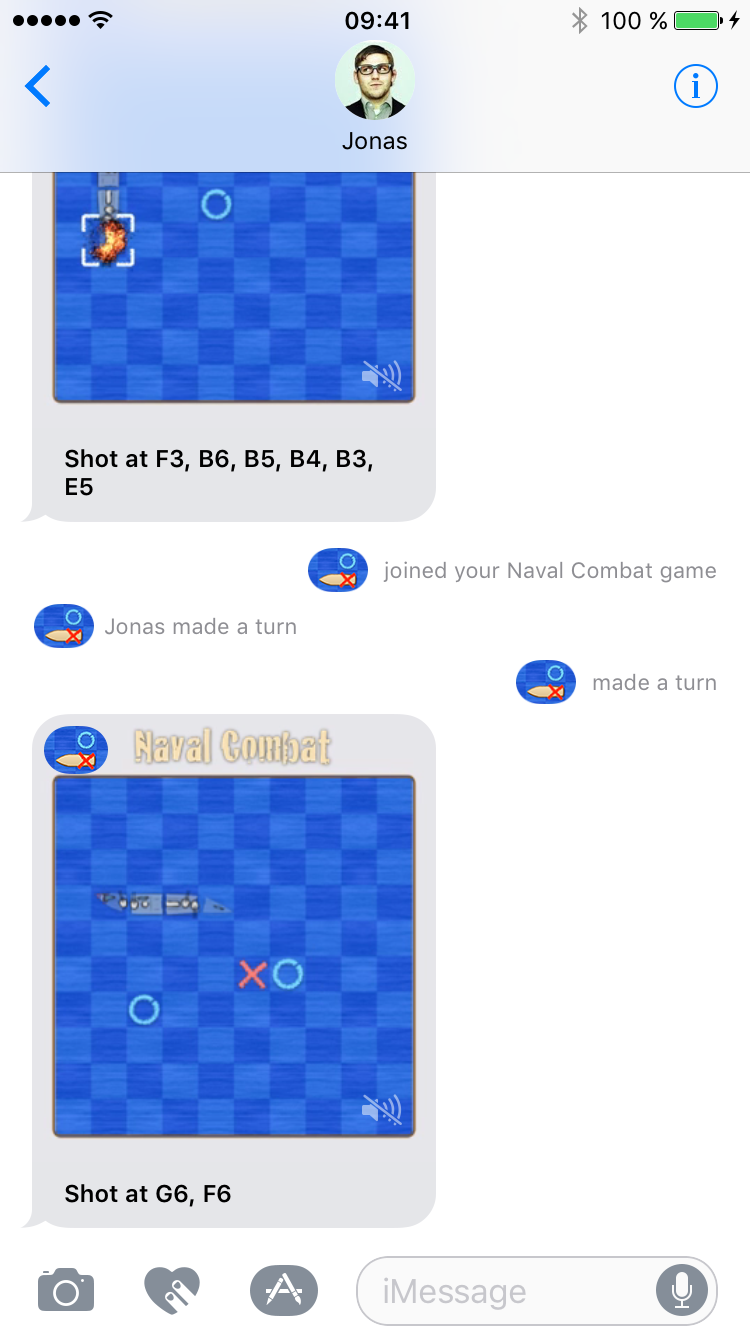 09:41
100 %
Jonas
Shot at F3, B6, B5, B4, B3,
E5
joined your Naval Combat game
Jonas made a turn
made a turn
Naval Combat
Shot at G6, F6
iMessage